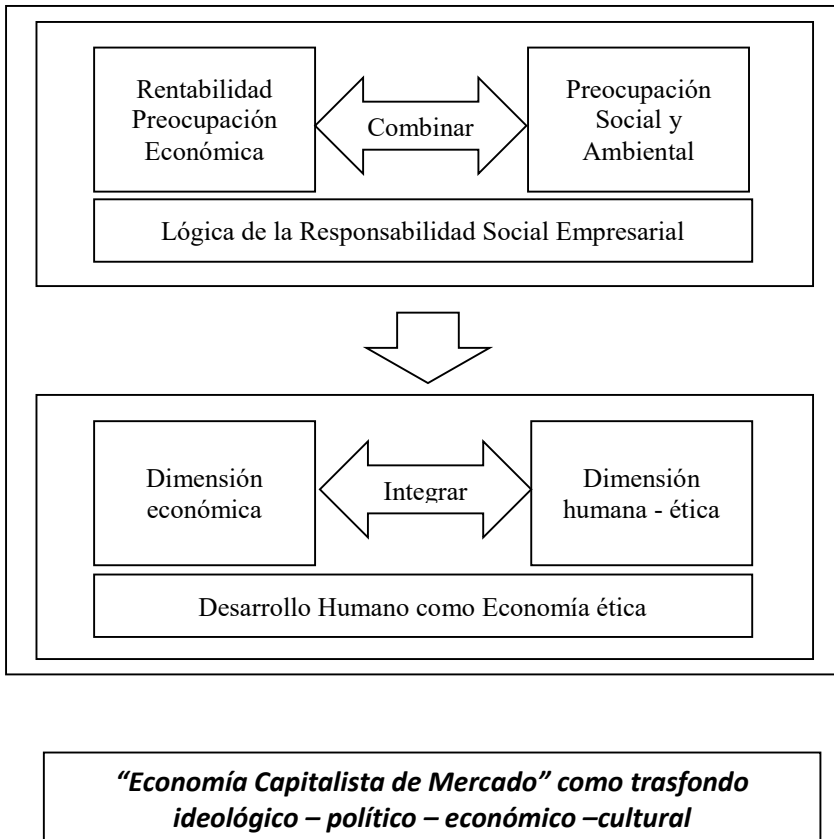 Rentabilidad
Preocupación
Económica
Combinar
Preocupación
Social y
Ambiental
Lógica de la Responsabilidad Social Empresarial
Dimensión
económica
Integrar
Dimensión
humana - ética
Desarrollo Humano como Economía ética
“Economía Capitalista de Mercado” como trasfondo
ideológico – político – económico –cultural